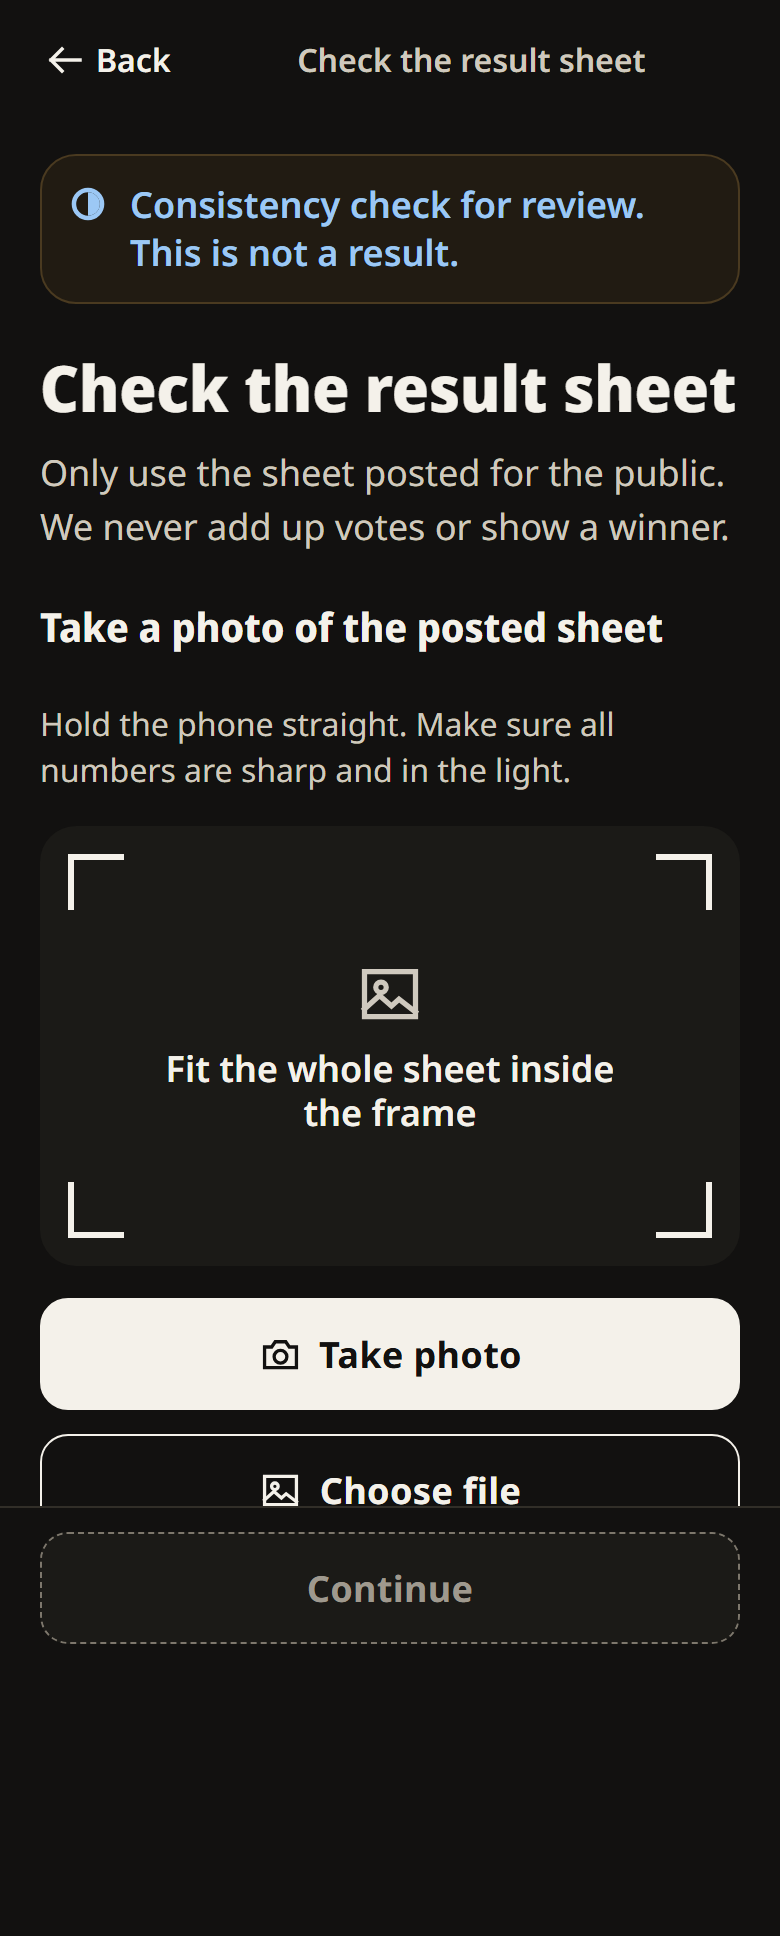 Back
Check the result sheet
Consistency check for review.
This is not a result.
Check the result sheet
Only use the sheet posted for the public.
We never add up votes or show a winner.
Take a photo of the posted sheet
Hold the phone straight. Make sure all
numbers are sharp and in the light.
Fit the whole sheet inside
the frame
Take photo
Choose file
Continue